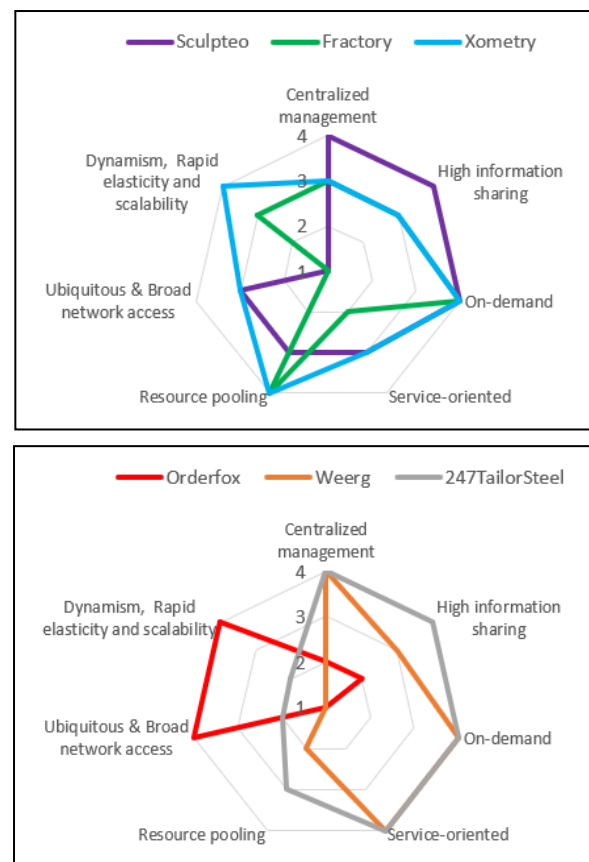 Sculpteo Fractory Xometry
Centralized
management
4
Dynamism, Rapid
elasticity and
scalability
3
High information
sharing
2
Ubiquitous & Broad
network access
1
On-demand
Resource pooling
Service-oriented
Orderfox Weerg 247TailorSteel
Centralized
management
4
Dynamism, Rapid
elasticity and scalability
3
High information
sharing
2
Ubiquitous & Broad
network access
1
On-demand
Resource pooling
Service-oriented